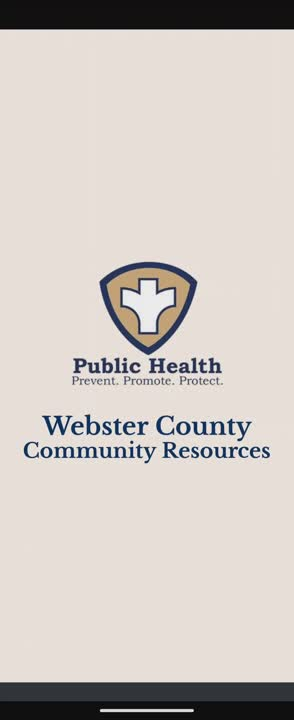 Public Health
Prevent. Promote. Protect.
Webster County
Community Resources